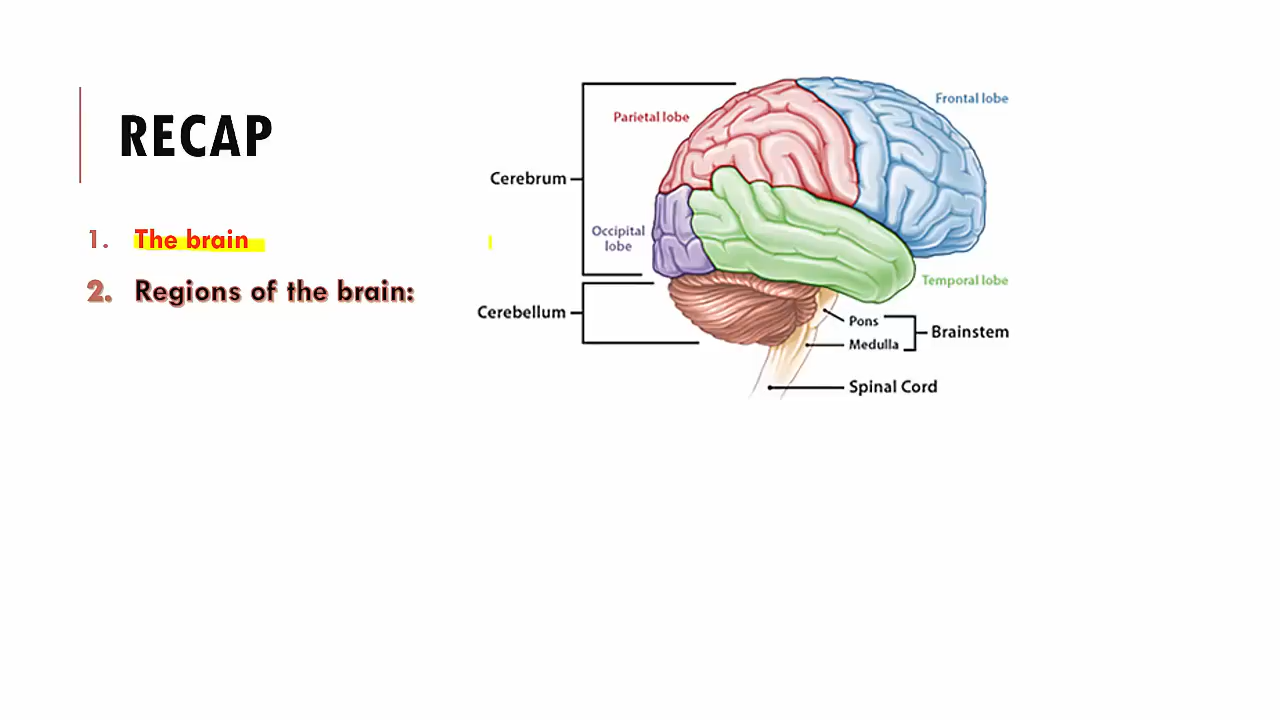 RECAP
1. The brain
2. Regions of the brain:
Frontal lobe
Parietal lobe
Cerebrum
Occipital
lobe
Temporal lobe
Cerebellum
Pons
Medulla
Brainstem
Spinal Cord